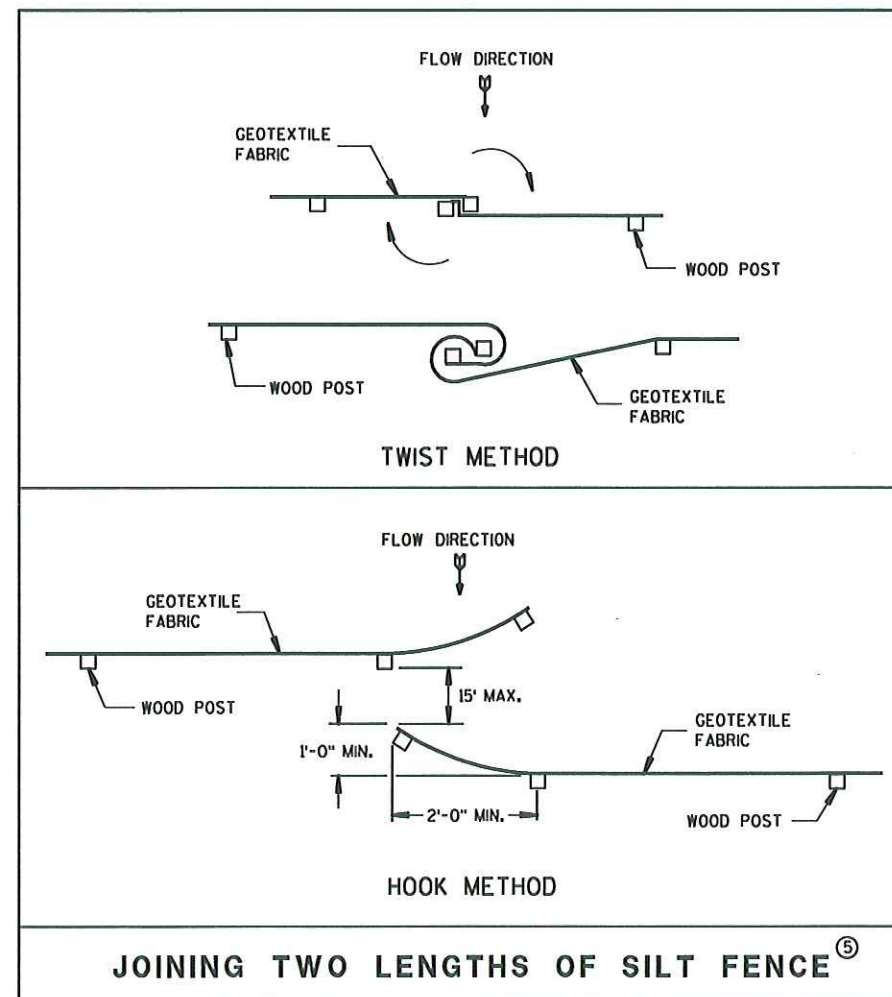 FLOW DIRECTION
GEOTEXTILE
FABRIC
WOOD POST
WOOD POST
GEOTEXTILE
FABRIC
TWIST METHOD
FLOW DIRECTION
GEOTEXTILE
FABRIC
WOOD POST
15' MAX.
GEOTEXTILE
FABRIC
1'-0" MIN.
2'-0" MIN.
WOOD POST
HOOK METHOD
JOINING TWO LENGTHS OF SILT FENCE ⑤